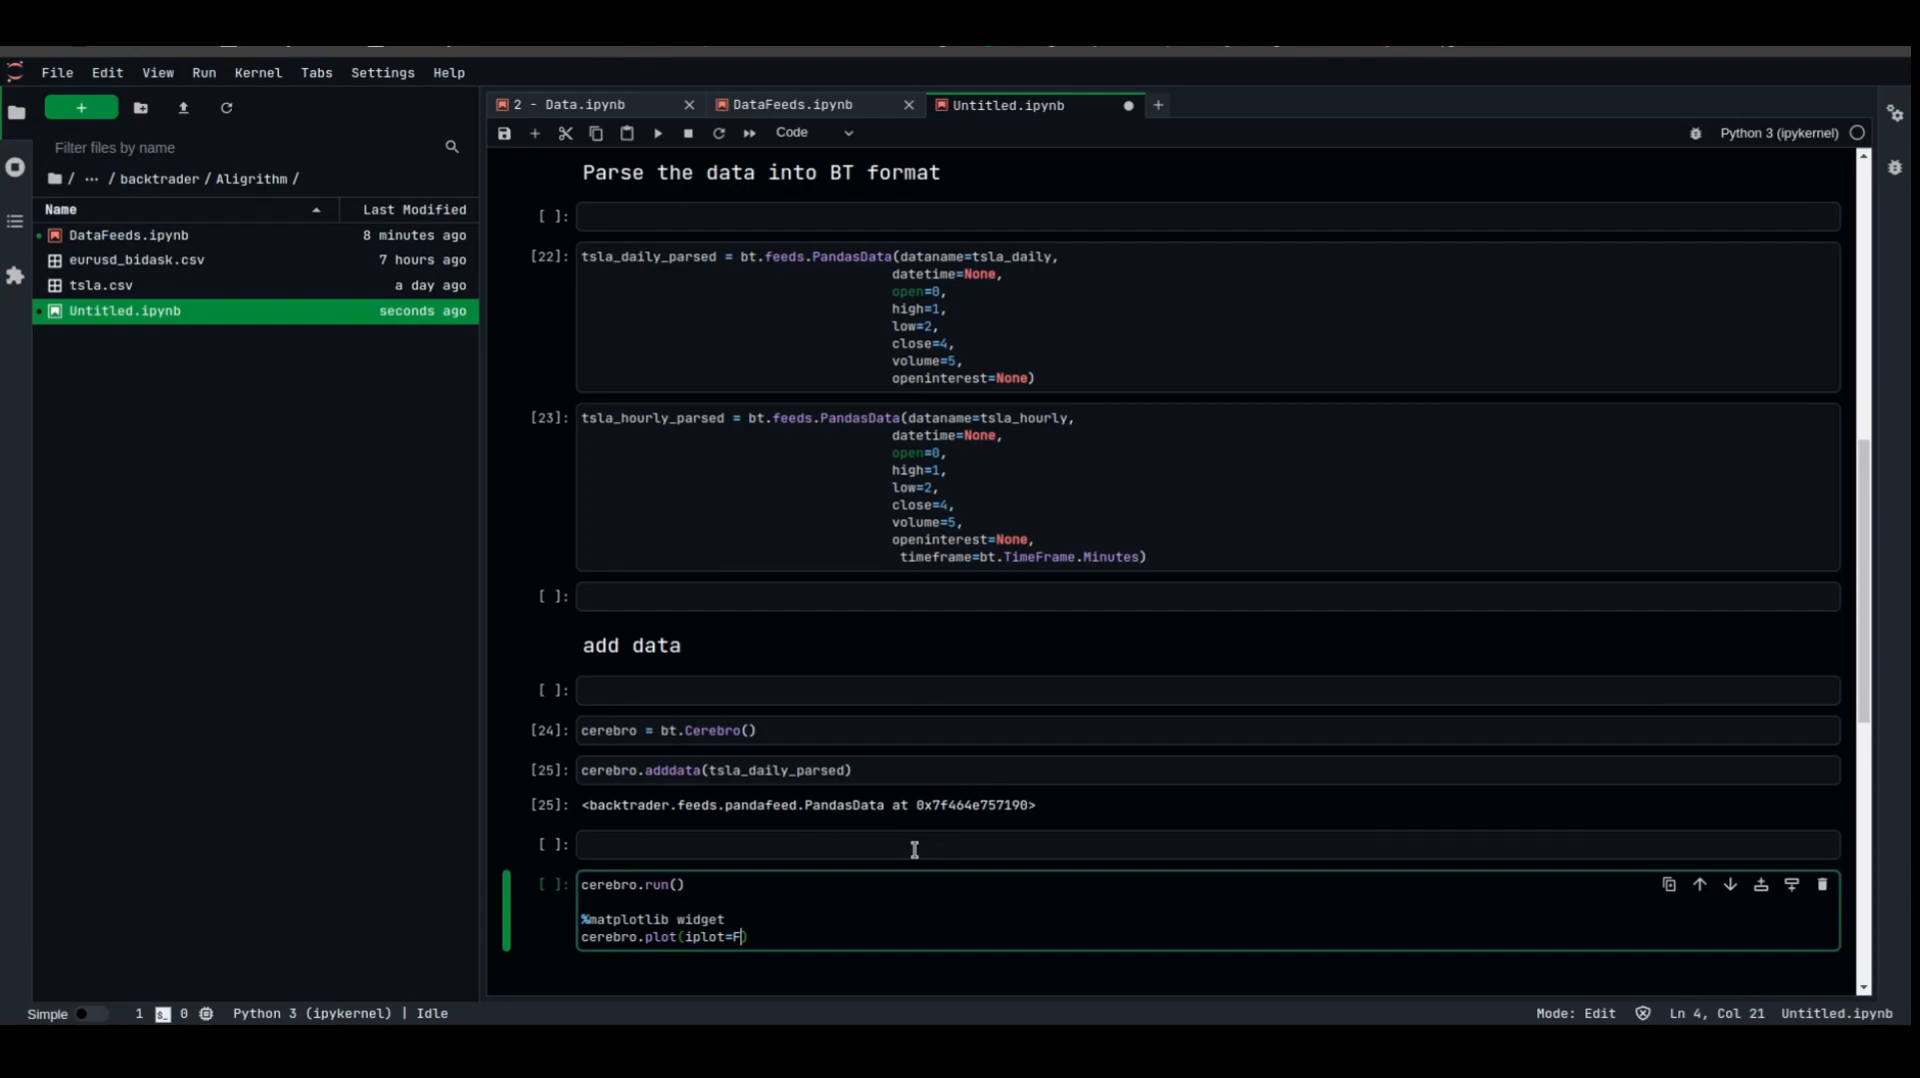 File Edit View Run Kernel Tabs Settings Help
2 - Data.ipynb
DataFeeds.ipynb
Untitled.ipynb
Code
Python 3 (ipykernel)
Filter files by name
/ ··· / backtrader / Aligrithm /
Name Last Modified
DataFeeds.ipynb 8 minutes ago
eurusd_bidask.csv 7 hours ago
tsla.csv a day ago
Untitled.ipynb seconds ago
Parse the data into BT format
[ ]:
[22]: tsla_daily_parsed = bt.feeds.PandasData(dataname=tsla_daily,
datetime=None,
open=0,
high=1,
low=2,
close=4,
volume=5,
openinterest=None)
[23]: tsla_hourly_parsed = bt.feeds.PandasData(dataname=tsla_hourly,
datetime=None,
open=0,
high=1,
low=2,
close=4,
volume=5,
openinterest=None,
timeframe=bt.TimeFrame.Minutes)
[ ]:
add data
[ ]:
[24]: cerebro = bt.Cerebro()
[25]: cerebro.adddata(tsla_daily_parsed)
[25]: <backtrader.feeds.pandafeed.PandasData at 0x7f464e757190>
[ ]:
[ ]: cerebro.run()
%matplotlib widget
cerebro.plot(iplot=F)
Simple 1 0 Python 3 (ipykernel) | Idle
Mode: Edit Ln 4, Col 21 Untitled.ipynb